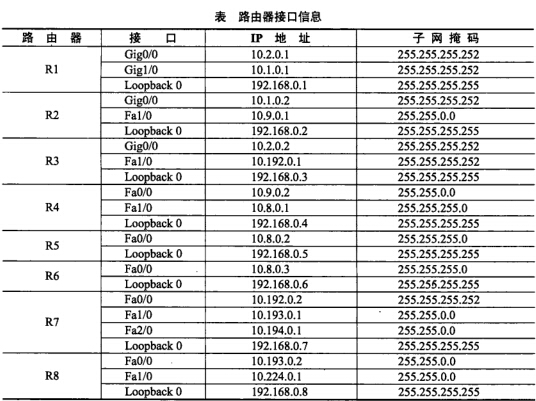 表 路由器接口信息
路 由 器 接 口 IP 地 址 子 网 掩 码
R1 Gig0/0 10.2.0.1 255.255.255.252
Gig1/0 10.1.0.1 255.255.255.252
Loopback 0 192.168.0.1 255.255.255.255
R2 Gig0/0 10.1.0.2 255.255.255.252
Fa1/0 10.9.0.1 255.255.0.0
Loopback 0 192.168.0.2 255.255.255.255
R3 Gig0/0 10.2.0.2 255.255.255.252
Fa1/0 10.192.0.1 255.255.255.252
Loopback 0 192.168.0.3 255.255.255.255
R4 Fa0/0 10.9.0.2 255.255.0.0
Fa1/0 10.8.0.1 255.255.255.0
Loopback 0 192.168.0.4 255.255.255.255
R5 Fa0/0 10.8.0.2 255.255.255.0
Loopback 0 192.168.0.5 255.255.255.255
R6 Fa0/0 10.8.0.3 255.255.255.0
Loopback 0 192.168.0.6 255.255.255.255
R7 Fa0/0 10.192.0.2 255.255.255.252
Fa1/0 10.193.0.1 255.255.0.0
Fa2/0 10.194.0.1 255.255.0.0
Loopback 0 192.168.0.7 255.255.255.255
R8 Fa0/0 10.193.0.2 255.255.0.0
Fa1/0 10.224.0.1 255.255.0.0
Loopback 0 192.168.0.8 255.255.255.255